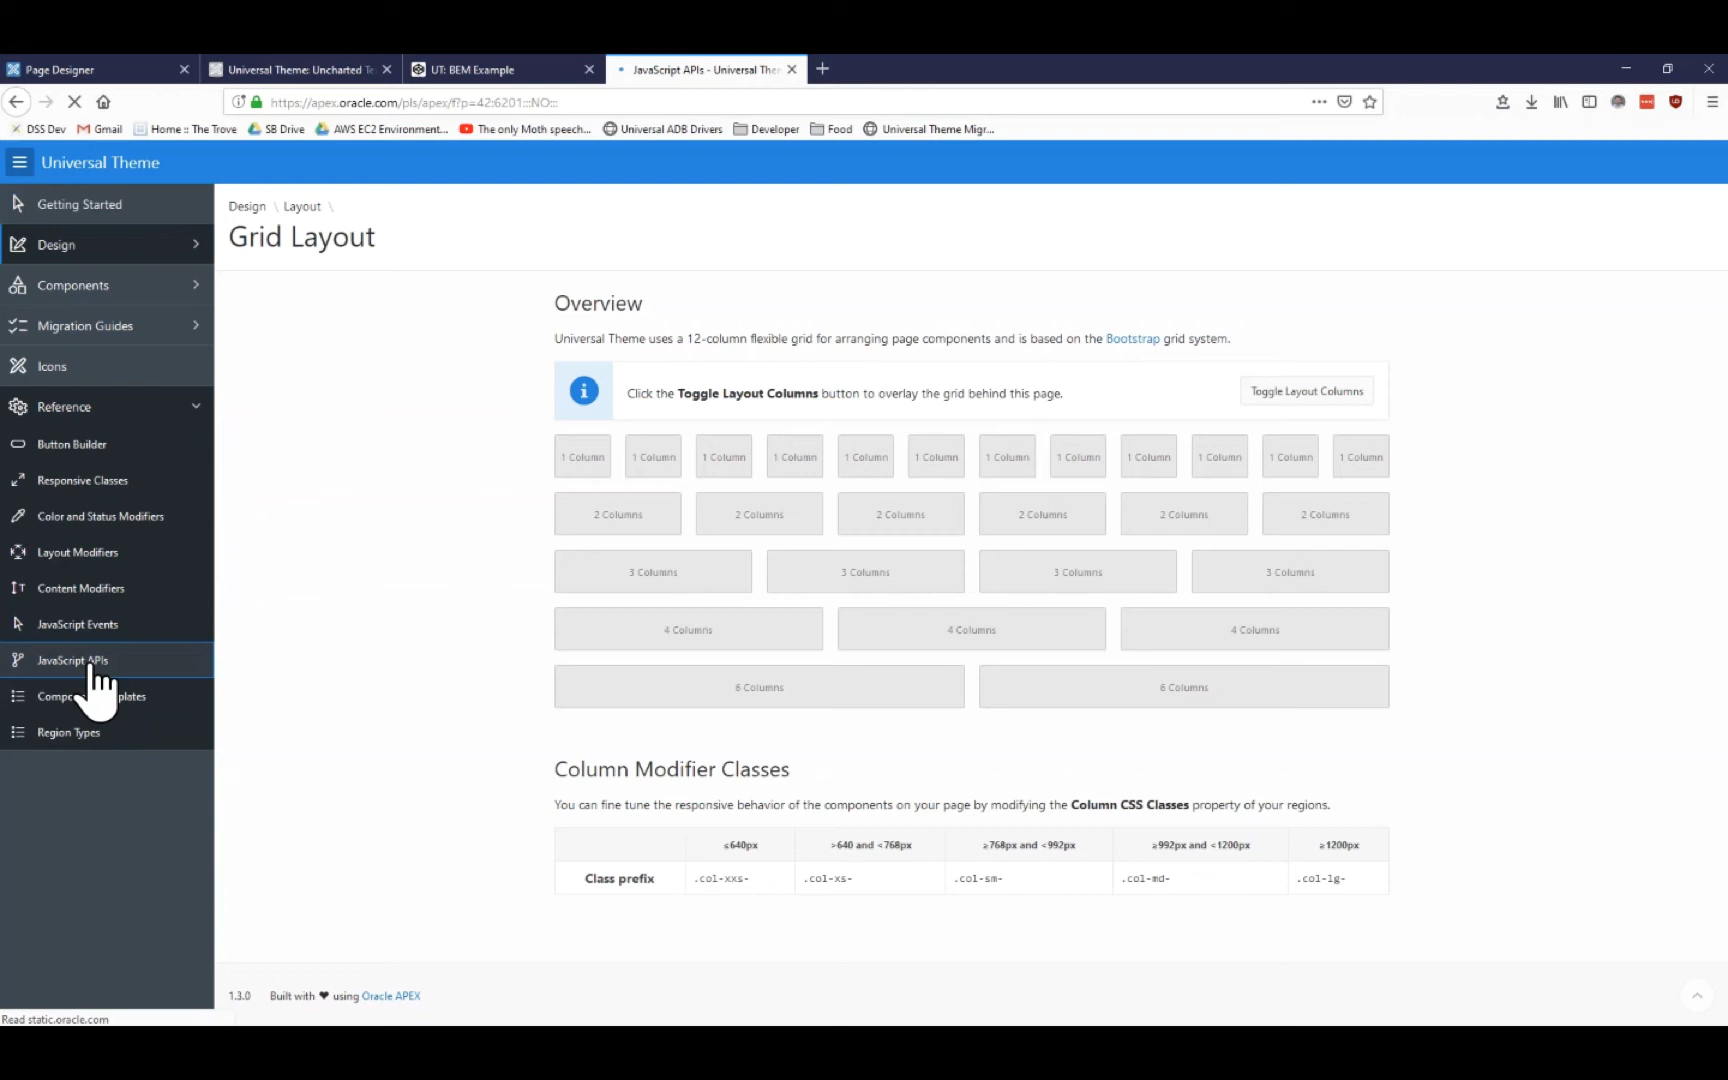 Page Designer
Universal Theme: Uncharted Te
UT: BEM Example
JavaScript APIs - Universal Then
https://apex.oracle.com/pls/apex/f?p=42:6201:::NO:::
DSS Dev
Gmail
Home :: The Trove
SB Drive
AWS EC2 Environment...
The only Moth speech...
Universal ADB Drivers
Developer
Food
Universal Theme Migr...
Universal Theme
Getting Started
Design
Components
Migration Guides
Icons
Reference
Button Builder
Responsive Classes
Color and Status Modifiers
Layout Modifiers
Content Modifiers
JavaScript Events
JavaScript APIs
Compo plates
Region Types
Design \ Layout \
Grid Layout
Overview
Universal Theme uses a 12-column flexible grid for arranging page components and is based on the Bootstrap grid system.
Click the Toggle Layout Columns button to overlay the grid behind this page.
Toggle Layout Columns
1 Column 1 Column 1 Column 1 Column 1 Column 1 Column 1 Column 1 Column 1 Column 1 Column 1 Column 1 Column
2 Columns 2 Columns 2 Columns 2 Columns 2 Columns 2 Columns
3 Columns 3 Columns 3 Columns 3 Columns
4 Columns 4 Columns 4 Columns
6 Columns 6 Columns
Column Modifier Classes
You can fine tune the responsive behavior of the components on your page by modifying the Column CSS Classes property of your regions.
≤640px >640 and <768px ≥768px and <992px ≥992px and <1200px ≥1200px
Class prefix .col-xxs- .col-xs- .col-sm- .col-md- .col-lg-
1.3.0 Built with ♥ using Oracle APEX
Read static.oracle.com